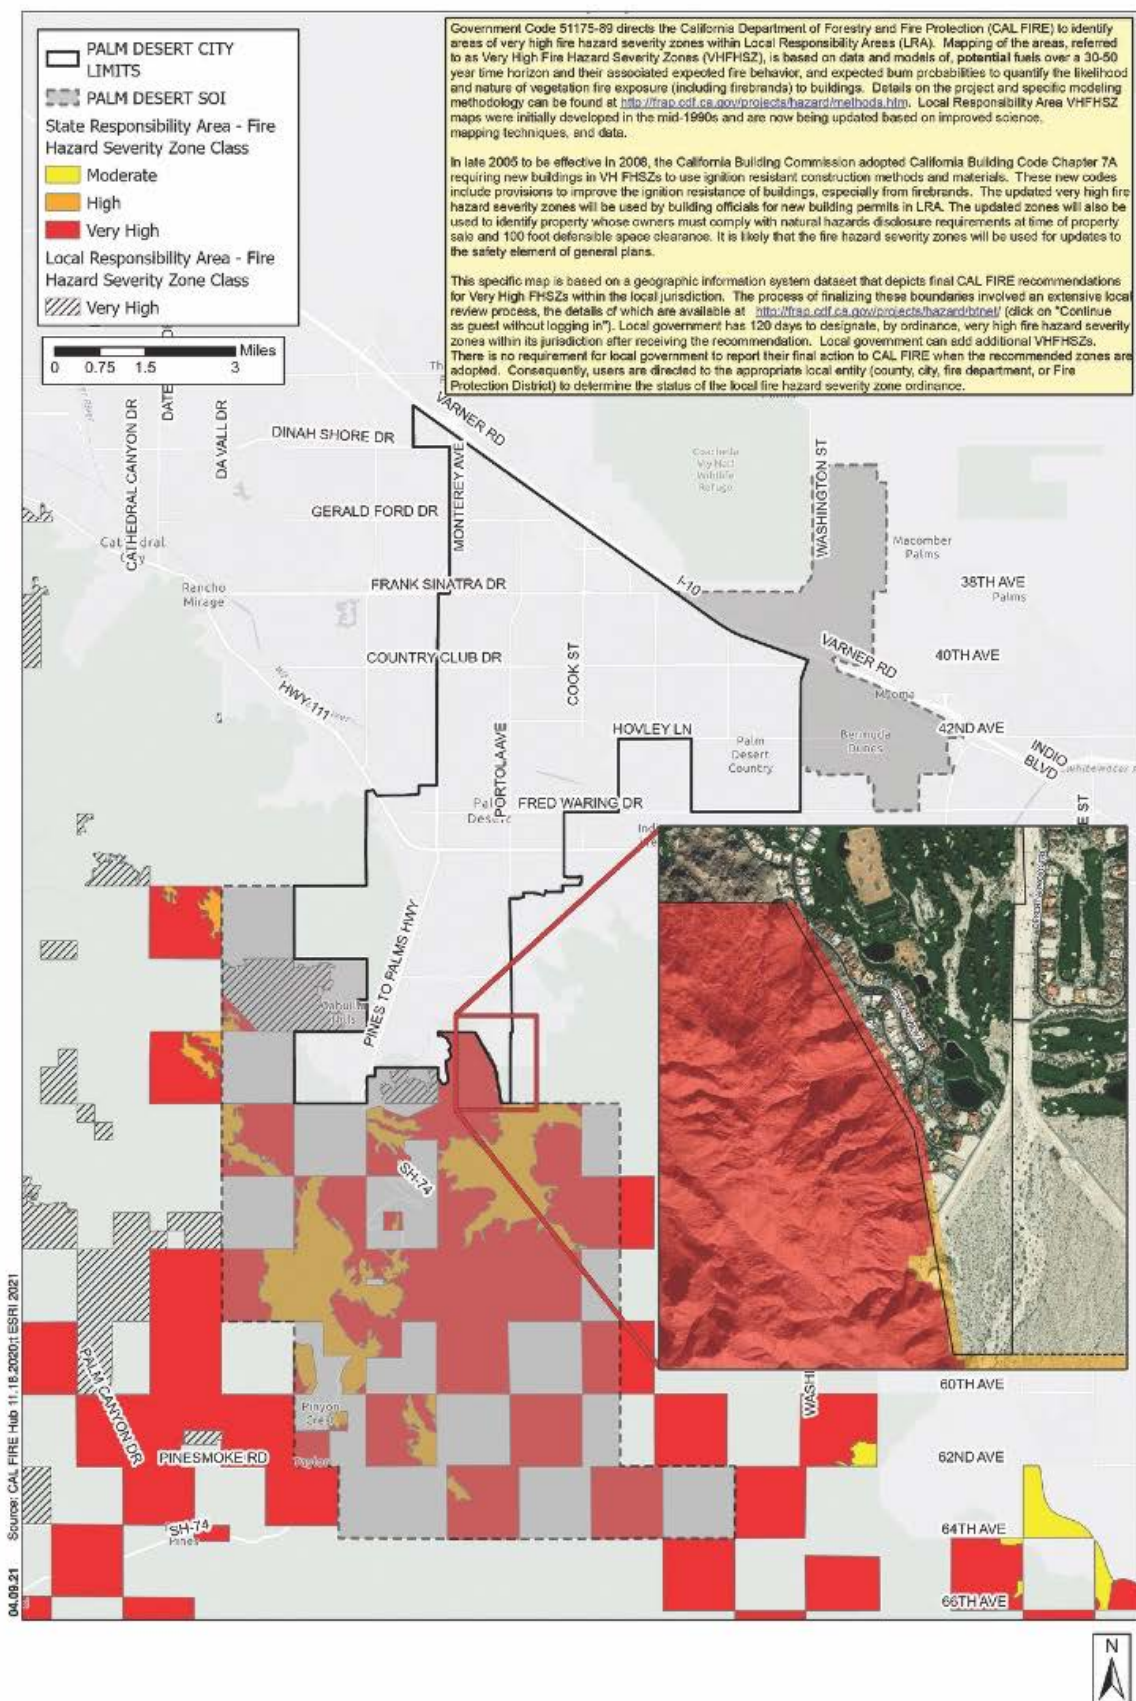 PALM DESERT CITY
LIMITS
PALM DESERT SOI
State Responsibility Area - Fire
Hazard Severity Zone Class
Moderate
High
Very High
Local Responsibility Area - Fire
Hazard Severity Zone Class
Very High
Miles
0 0.75 1.5 3
Government Code 51175-89 directs the California Department of Forestry and Fire Protection (CAL FIRE) to identify
areas of very high fire hazard severity zones within Local Responsibility Areas (LRA). Mapping of the areas, referred
to as Very High Fire Hazard Severity Zones (VHFHSZ), is based on data and models of, potential fuels over a 30-50
year time horizon and their associated expected fire behavior, and expected burn probabilities to quantify the likelihood
and nature of vegetation fire exposure (including firebrands) to buildings. Details on the project and specific modeling
methodology can be found at http://frap.cdf.ca.gov/projects/hazard/methods.htm. Local Responsibility Area VHFHSZ
maps were initially developed in the mid-1990s and are now being updated based on improved science,
mapping techniques, and data.
In late 2005 to be effective in 2008, the California Building Commission adopted California Building Code Chapter 7A
requiring new buildings in VH FHSZs to use ignition resistant construction methods and materials. These new codes
include provisions to improve the ignition resistance of buildings, especially from firebrands. The updated very high fire
hazard severity zones will be used by building officials for new building permits in LRA. The updated zones will also be
used to identify property whose owners must comply with natural hazards disclosure requirements at time of property
sale and 100 foot defensible space clearance. It is likely that the fire hazard severity zones will be used for updates to
the safety element of general plans.
This specific map is based on a geographic information system dataset that depicts final CAL FIRE recommendations
for Very High FHSZs within the local jurisdiction. The process of finalizing these boundaries involved an extensive local
review process, the details of which are available at http://frap.cdf.ca.gov/projects/hazard/btnet/ (click on "Continue
as guest without logging in"). Local government has 120 days to designate, by ordinance, very high fire hazard severity
zones within its jurisdiction after receiving the recommendation. Local government can add additional VHFHSZs.
There is no requirement for local government to report their final action to CAL FIRE when the recommended zones are
adopted. Consequently, users are directed to the appropriate local entity (county, city, fire department, or Fire
Protection District) to determine the status of the local fire hazard severity zone ordinance.
CATHEDRAL CANYON DR
DATE
DA VALL DR
DINAH SHORE DR
VARNER RD
MONTEREY AVE
GERALD FORD DR
Coachella
Vly Natl
Wildlife
Refuge
WASHINGTON ST
Macomber
Palms
Cathedral
City
Rancho
Mirage
FRANK SINATRA DR
I-10
38TH AVE
Palms
COUNTRY CLUB DR
COOK ST
VARNER RD
40TH AVE
HWY 111
PORTOLA AVE
HOVLEY LN
Palm
Desert
Country
Bermuda
Dunes
42ND AVE
INDIO
BLVD
FRED WARING DR
E ST
PINES TO PALMS HWY
SH-74
PALM CANYON DR
Pinyon
Crest
PINESMOKE RD
SH-74
Pines
WASHI
60TH AVE
62ND AVE
64TH AVE
66TH AVE
04.09.21 Source: CAL FIRE Hub 11.18.2020;t ESRI 2021
N